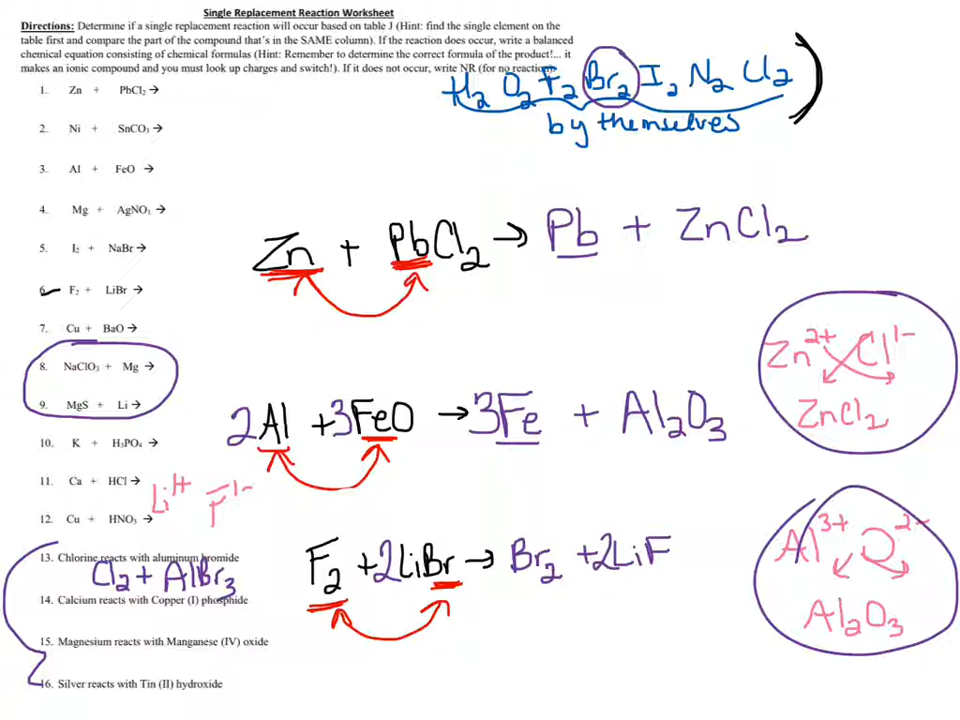 Single Replacement Reaction Worksheet
Directions: Determine if a single replacement reaction will occur based on table J (Hint: find the single element on the
table first and compare the part of the compound that's in the SAME column). If the reaction does occur, write a balanced
chemical equation consisting of chemical formulas (Hint: Remember to determine the correct formula of the product!... it
makes an ionic compound and you must look up charges and switch!). If it does not occur, write NR (for no reaction).
H₂ O₂ F₂ Br₂ I₂ N₂ Cl₂
by themselves
1. Zn + PbCl₂ →
2. Ni + SnCO₃ →
3. Al + FeO →
4. Mg + AgNO₃ →
5. I₂ + NaBr →
6. F₂ + LiBr →
7. Cu + BaO →
8. NaClO₃ + Mg →
9. MgS + Li →
10. K + H₃PO₄ →
11. Ca + HCl →
Li¹⁺ F¹⁻
12. Cu + HNO₃ →
13. Chlorine reacts with aluminum bromide
Cl₂ + AlBr₃
14. Calcium reacts with Copper (I) phosphide
15. Magnesium reacts with Manganese (IV) oxide
16. Silver reacts with Tin (II) hydroxide
Zn + PbCl₂ → Pb + ZnCl₂
Zn²⁺ Cl¹⁻
ZnCl₂
2Al + 3FeO → 3Fe + Al₂O₃
Al³⁺ O²⁻
Al₂O₃
F₂ + 2LiBr → Br₂ + 2LiF